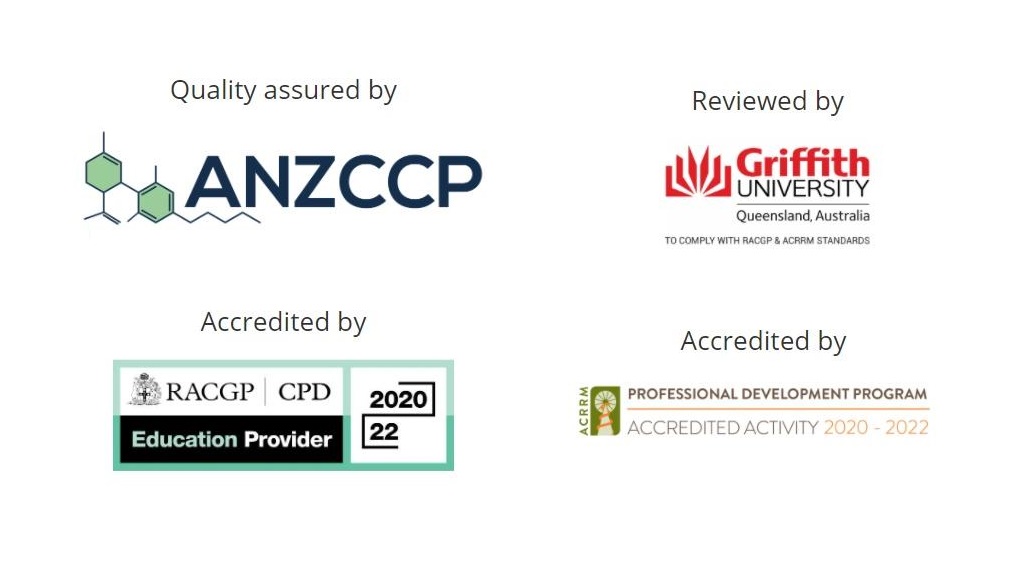 Quality assured by
ANZCCP
Reviewed by
Griffith
UNIVERSITY
Queensland, Australia
TO COMPLY WITH RACGP & ACRRM STANDARDS
Accredited by
RACGP | CPD
Education Provider
2020
22
Accredited by
ACRRM
PROFESSIONAL DEVELOPMENT PROGRAM
ACCREDITED ACTIVITY 2020 - 2022